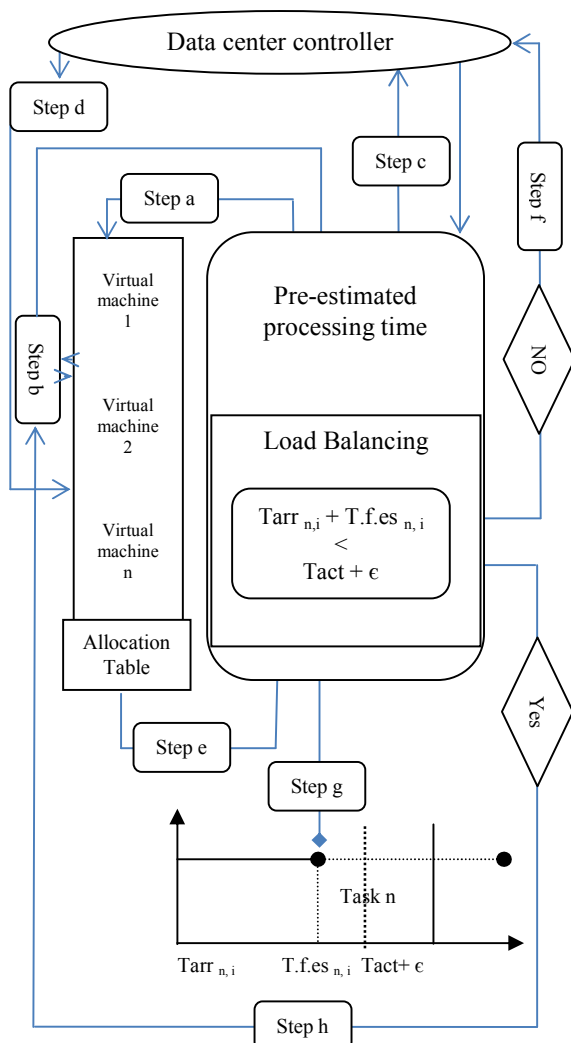 Data center controller
Step d
Step c
Step f
Step a
Virtual
machine
1
Pre-estimated
processing time
Step b
NO
Virtual
machine
2
Load Balancing
Tarr n,i + T.f.es n, i
<
Tact + ϵ
Virtual
machine
n
Allocation
Table
Yes
Step e
Step g
Task n
Tarr n, i
T.f.es n, i
Tact+ ϵ
Step h